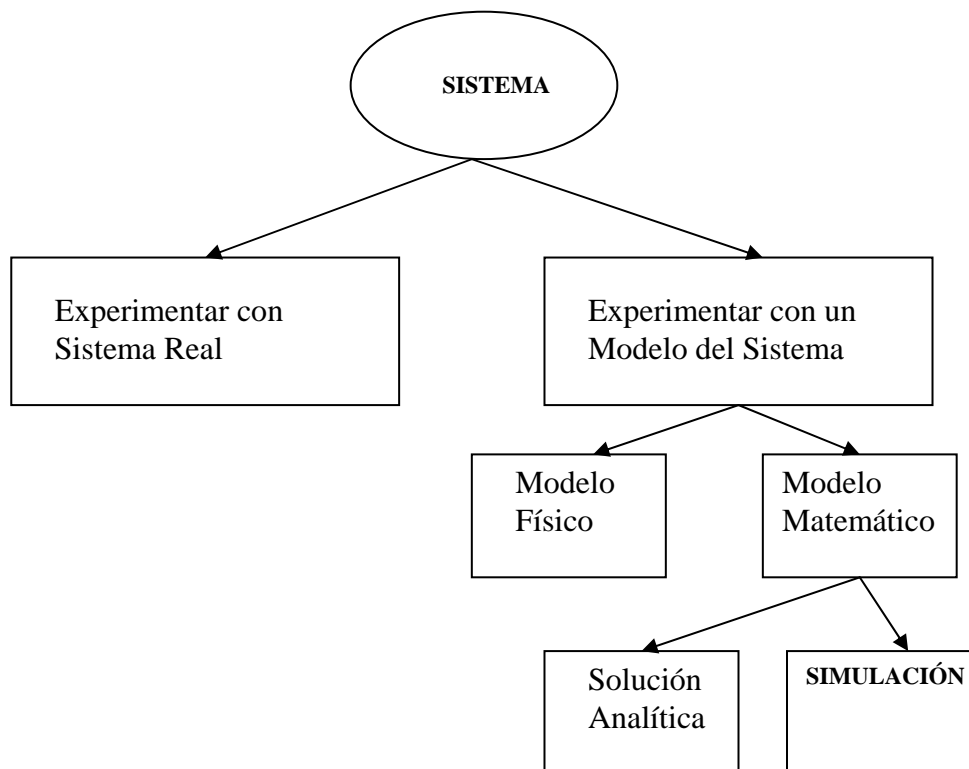 SISTEMA
Experimentar con
Sistema Real
Experimentar con un
Modelo del Sistema
Modelo
Físico
Modelo
Matemático
Solución
Analítica
SIMULACIÓN